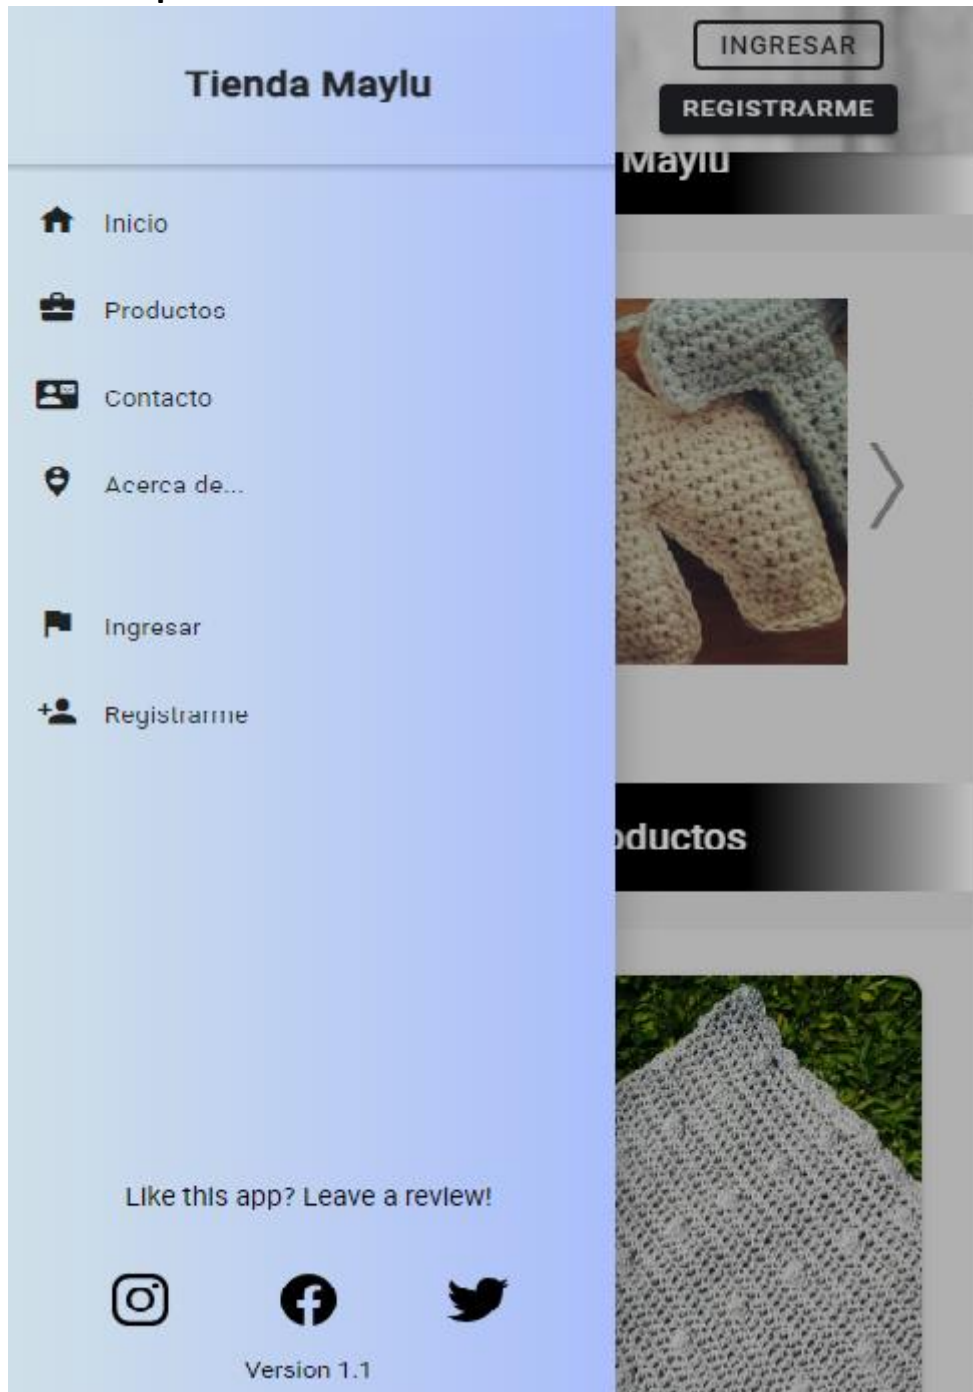 Tienda Maylu
INGRESAR
REGISTRARME
Maylu
Inicio
Productos
Contacto
Acerca de...
Ingresar
Registrarme
oductos
Like this app? Leave a review!
Version 1.1